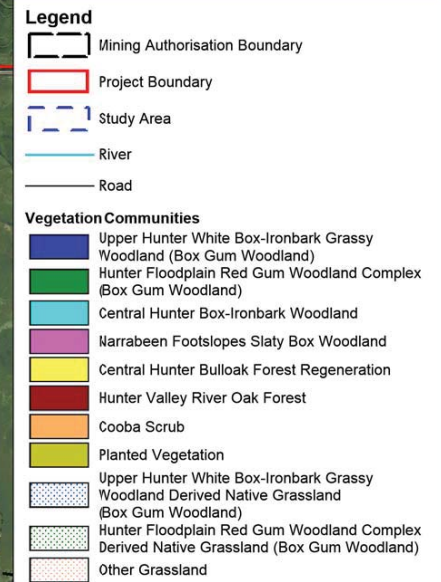 Legend
Mining Authorisation Boundary
Project Boundary
Study Area
River
Road
Vegetation Communities
Upper Hunter White Box-Ironbark Grassy
Woodland (Box Gum Woodland)
Hunter Floodplain Red Gum Woodland Complex
(Box Gum Woodland)
Central Hunter Box-Ironbark Woodland
Narrabeen Footslopes Slaty Box Woodland
Central Hunter Bulloak Forest Regeneration
Hunter Valley River Oak Forest
Cooba Scrub
Planted Vegetation
Upper Hunter White Box-Ironbark Grassy
Woodland Derived Native Grassland
(Box Gum Woodland)
Hunter Floodplain Red Gum Woodland Complex
Derived Native Grassland (Box Gum Woodland)
Other Grassland